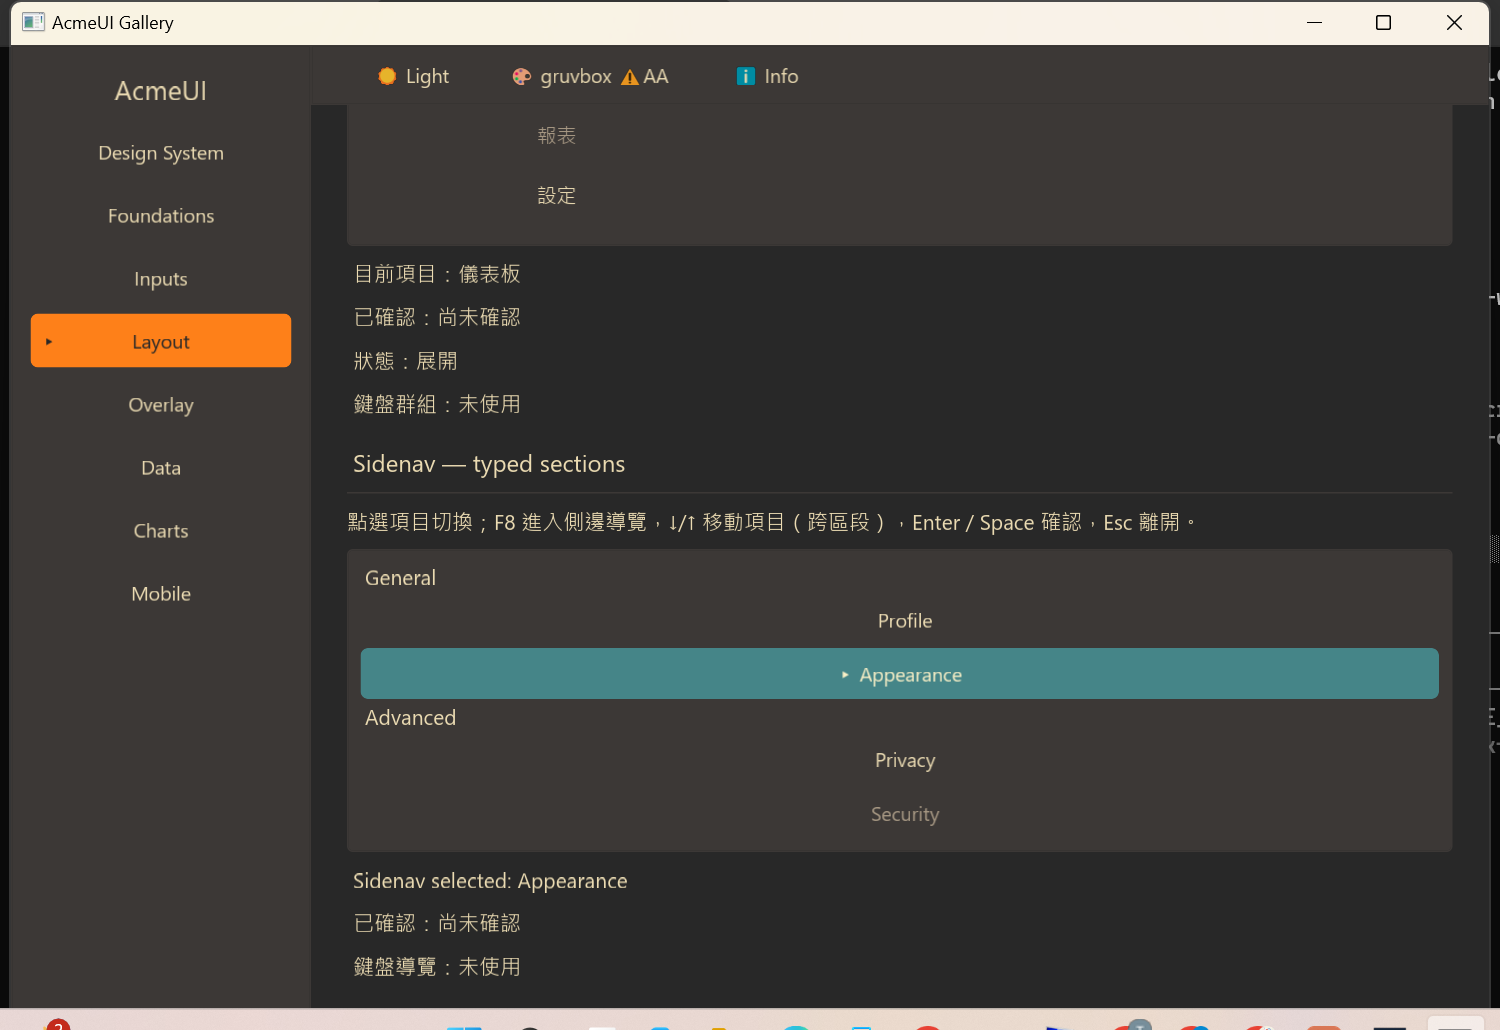 AcmeUI Gallery
AcmeUI
Design System
Foundations
Inputs
Layout
Overlay
Data
Charts
Mobile
Light
gruvbox ⚠ AA
Info
報表
設定
目前項目：儀表板
已確認：尚未確認
狀態：展開
鍵盤群組：未使用
Sidenav — typed sections
點選項目切換；F8 進入側邊導覽，↓/↑ 移動項目（跨區段），Enter / Space 確認，Esc 離開。
General
Profile
▸ Appearance
Advanced
Privacy
Security
Sidenav selected: Appearance
已確認：尚未確認
鍵盤導覽：未使用